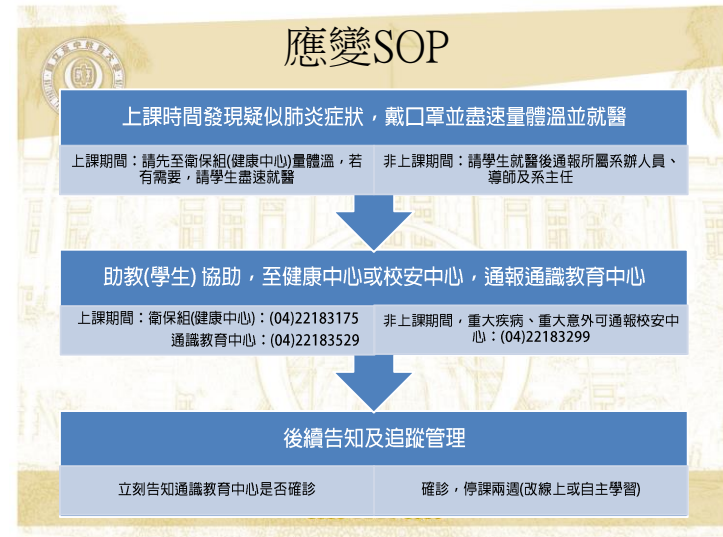 應變SOP
上課時間發現疑似肺炎症狀，戴口罩並盡速量體溫並就醫
上課期間：請先至衛保組(健康中心)量體溫，若
有需要，請學生盡速就醫
非上課期間：請學生就醫後通報所屬系辦人員、
導師及系主任
助教(學生) 協助，至健康中心或校安中心，通報通識教育中心
上課期間：衛保組(健康中心)：(04)22183175
通識教育中心：(04)22183529
非上課期間，重大疾病、重大意外可通報校安中
心：(04)22183299
後續告知及追蹤管理
立刻告知通識教育中心是否確診
確診，停課兩週(改線上或自主學習)